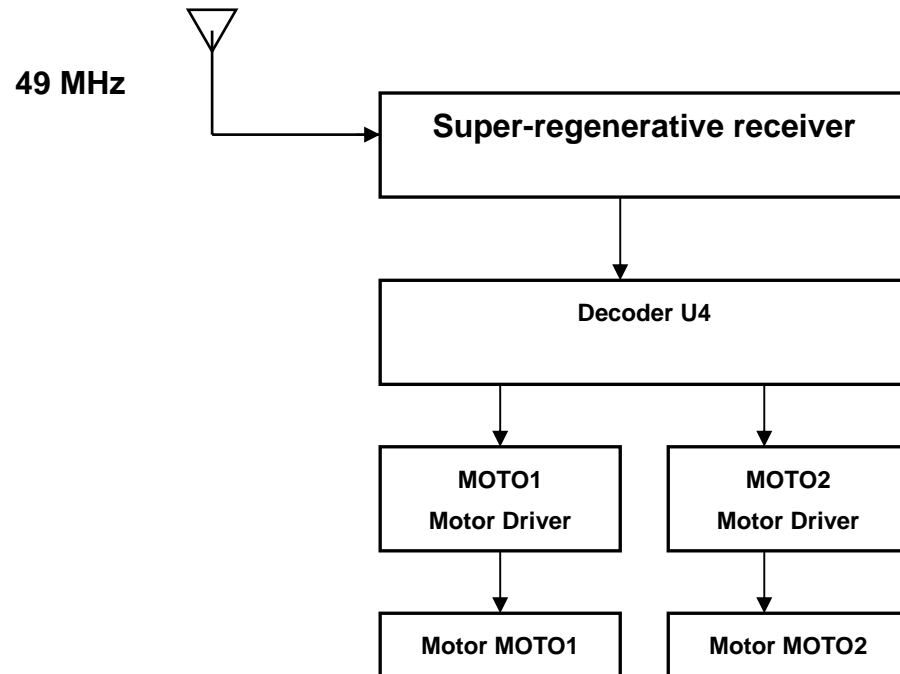 49 MHz
Super-regenerative receiver
Decoder U4
MOTO1
Motor Driver
MOTO2
Motor Driver
Motor MOTO1
Motor MOTO2